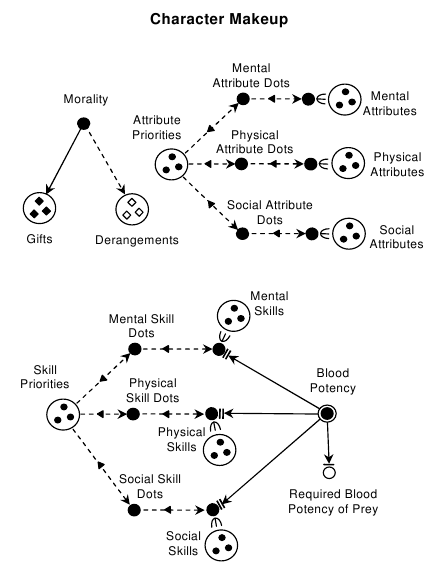 Character Makeup
Mental
Attribute Dots
Mental
Attributes
Morality
Attribute
Priorities
Physical
Attribute Dots
Physical
Attributes
Gifts
Derangements
Social Attribute
Dots
Social
Attributes
Mental
Skills
Mental Skill
Dots
Skill
Priorities
Physical
Skill Dots
Blood
Potency
Physical
Skills
Social Skill
Dots
Required Blood
Potency of Prey
Social
Skills